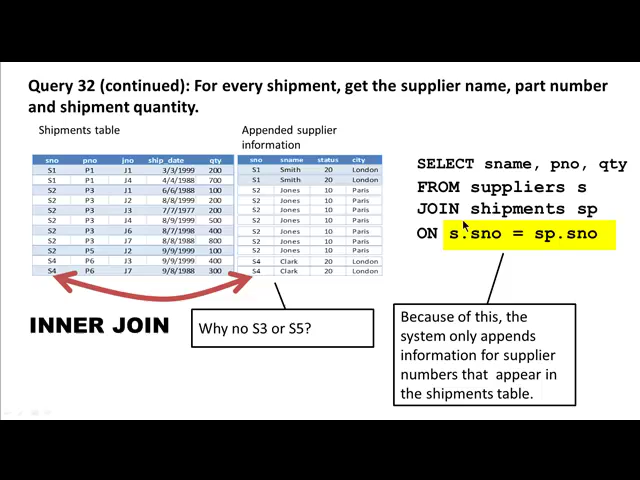 Query 32 (continued): For every shipment, get the supplier name, part number
and shipment quantity.
Shipments table
Appended supplier
information
sno pno jno ship_date qty
S1 P1 J1 3/3/1999 200
S1 P1 J4 4/4/1988 700
S2 P3 J1 6/6/1988 100
S2 P3 J2 8/8/1999 200
S2 P3 J3 7/7/1977 200
S2 P3 J4 9/9/1999 500
S2 P3 J6 7/7/1998 400
S2 P3 J7 8/8/1988 800
S2 P5 J2 9/9/1999 100
S4 P6 J3 9/9/1999 400
S4 P6 J7 9/8/1988 300
sno sname status city
S1 Smith 20 London
S1 Smith 20 London
S2 Jones 10 Paris
S2 Jones 10 Paris
S2 Jones 10 Paris
S2 Jones 10 Paris
S2 Jones 10 Paris
S2 Jones 10 Paris
S2 Jones 10 Paris
S4 Clark 20 London
S4 Clark 20 London
SELECT sname, pno, qty
FROM suppliers s
JOIN shipments sp
ON s.sno = sp.sno
INNER JOIN
Why no S3 or S5?
Because of this, the
system only appends
information for supplier
numbers that appear in
the shipments table.